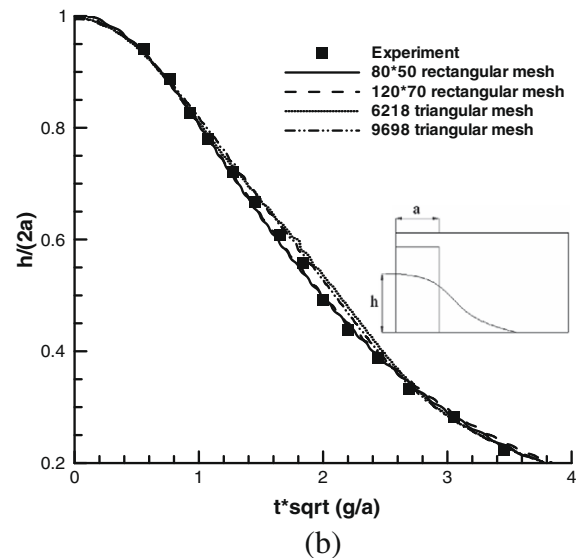 1
0.8
0.6
0.4
0.2
h/(2a)
Experiment
80*50 rectangular mesh
120*70 rectangular mesh
6218 triangular mesh
9698 triangular mesh
a
h
0 1 2 3 4
t*sqrt (g/a)
(b)